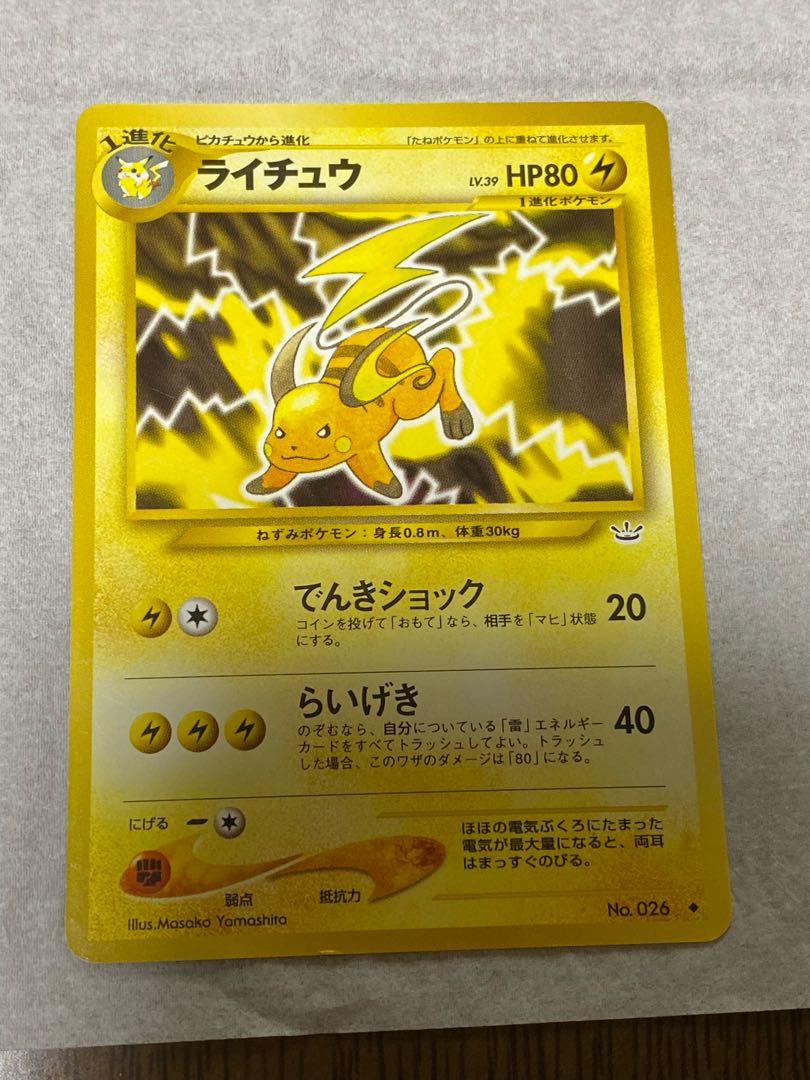 1進化
ピカチュウから進化
「たねポケモン」の上に重ねて進化させます。
ライチュウ
LV.39 HP80
1進化ポケモン
ねずみポケモン：身長0.8m、体重30kg
でんきショック
20
コインを投げて「おもて」なら、相手を「マヒ」状態
にする。
らいげき
40
のぞむなら、自分についている「雷」エネルギー
カードをすべてトラッシュしてよい。トラッシュ
した場合、このワザのダメージは「80」になる。
にげる
弱点
抵抗力
ほほの電気ぶくろにたまった
電気が最大量になると、両耳
はまっすぐのびる。
Illus.Masako Yamashita
No. 026